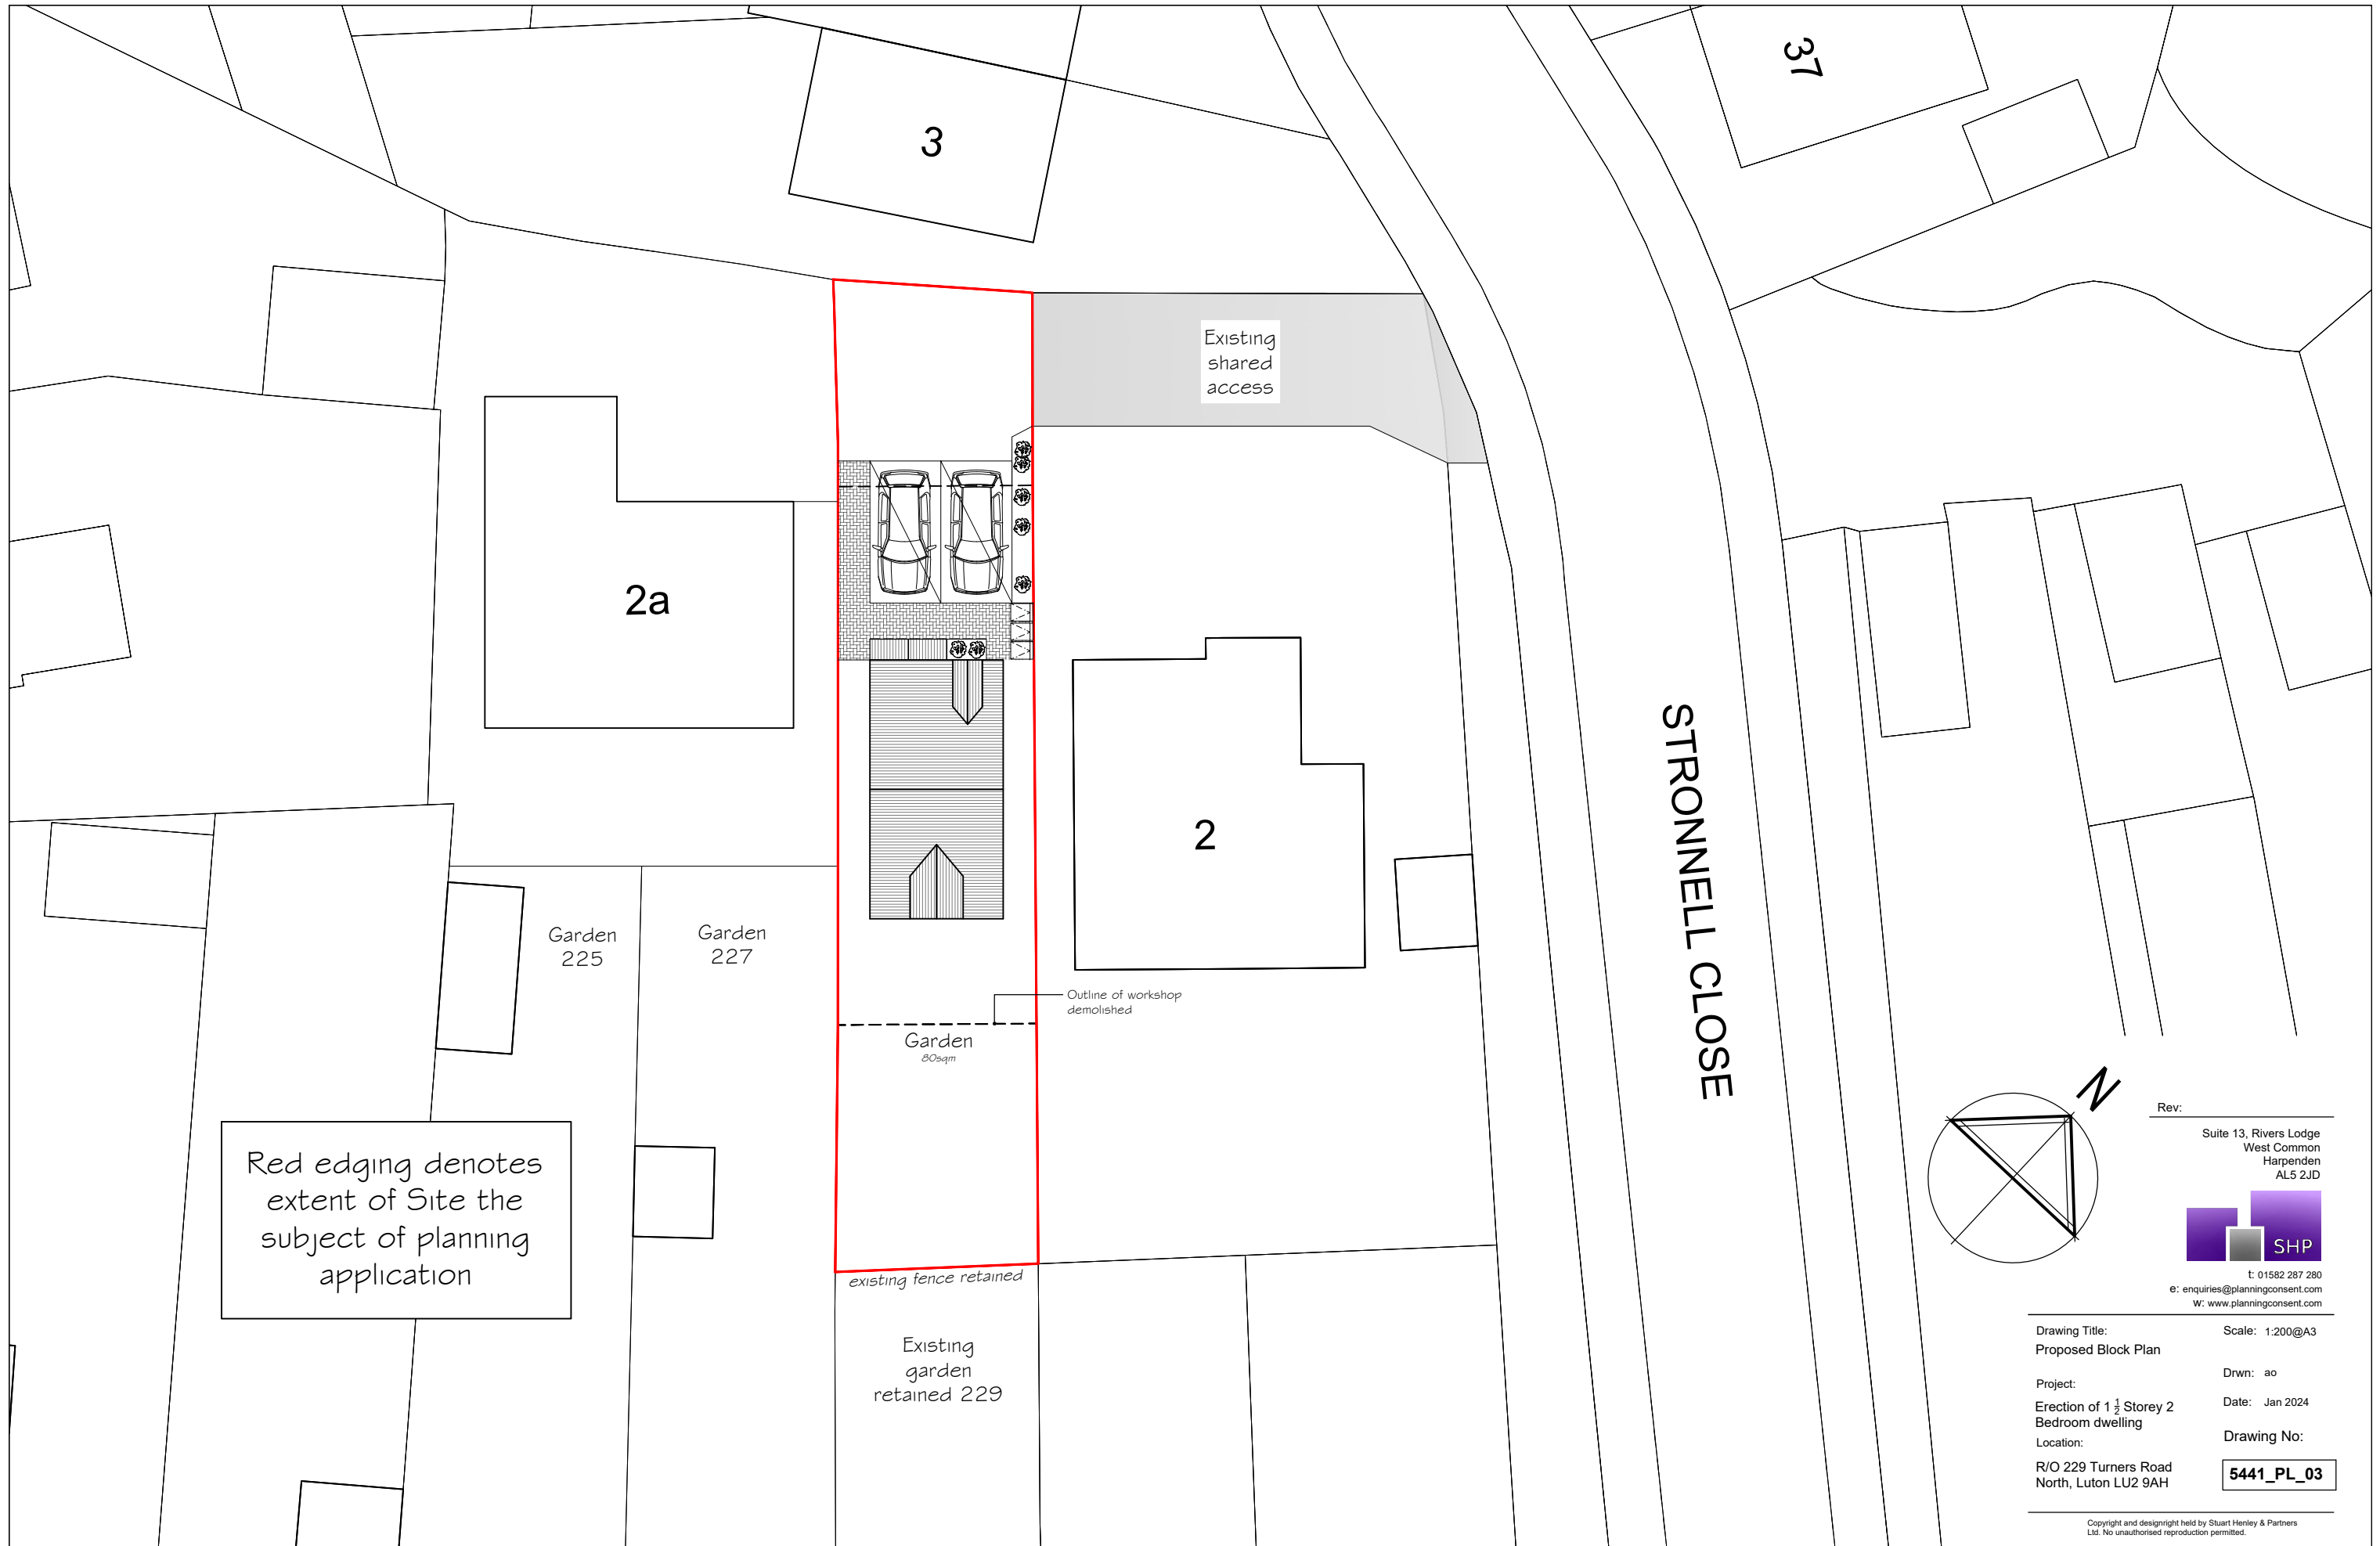 37
3
Existing
shared
access
2a
2
STRONNELL CLOSE
Garden
225
Garden
227
Outline of workshop
demolished
Garden
80sqm
Red edging denotes
extent of Site the
subject of planning
application
existing fence retained
Existing
garden
retained 229
N
Rev:
Suite 13, Rivers Lodge
West Common
Harpenden
AL5 2JD
SHP
t: 01582 287 280
e: enquiries@planningconsent.com
w: www.planningconsent.com
Drawing Title:
Proposed Block Plan
Scale: 1:200@A3
Drwn: ao
Project:
Erection of 1 1/2 Storey 2
Bedroom dwelling
Date: Jan 2024
Location:
R/O 229 Turners Road
North, Luton LU2 9AH
Drawing No:
5441_PL_03
Copyright and designright held by Stuart Henley & Partners
Ltd. No unauthorised reproduction permitted.